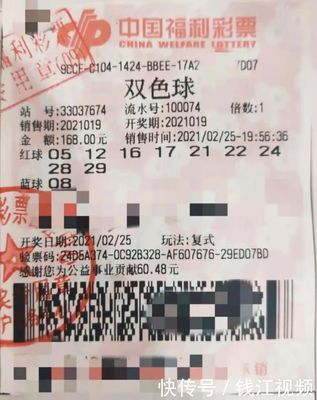 中国福利彩票
CHINA WELFARE LOTTERY
9CCF-C104-1424-BBEE-17A2 7D07
双色球
站 号:33037674 流水号:100074 倍数:1
销售期:2021019 开奖期:2021019
金 额:168.00元 销售时间:2021/02/25-19:56:36
红球 05 12 16 17 21 22 24
28 29
蓝球 08
开奖日期:2021/02/25 玩法:复式
验票码:24D5A374-0C92B328-AF607676-29ED07BD
感谢您为公益事业贡献60.48元
快传号/钱江视频